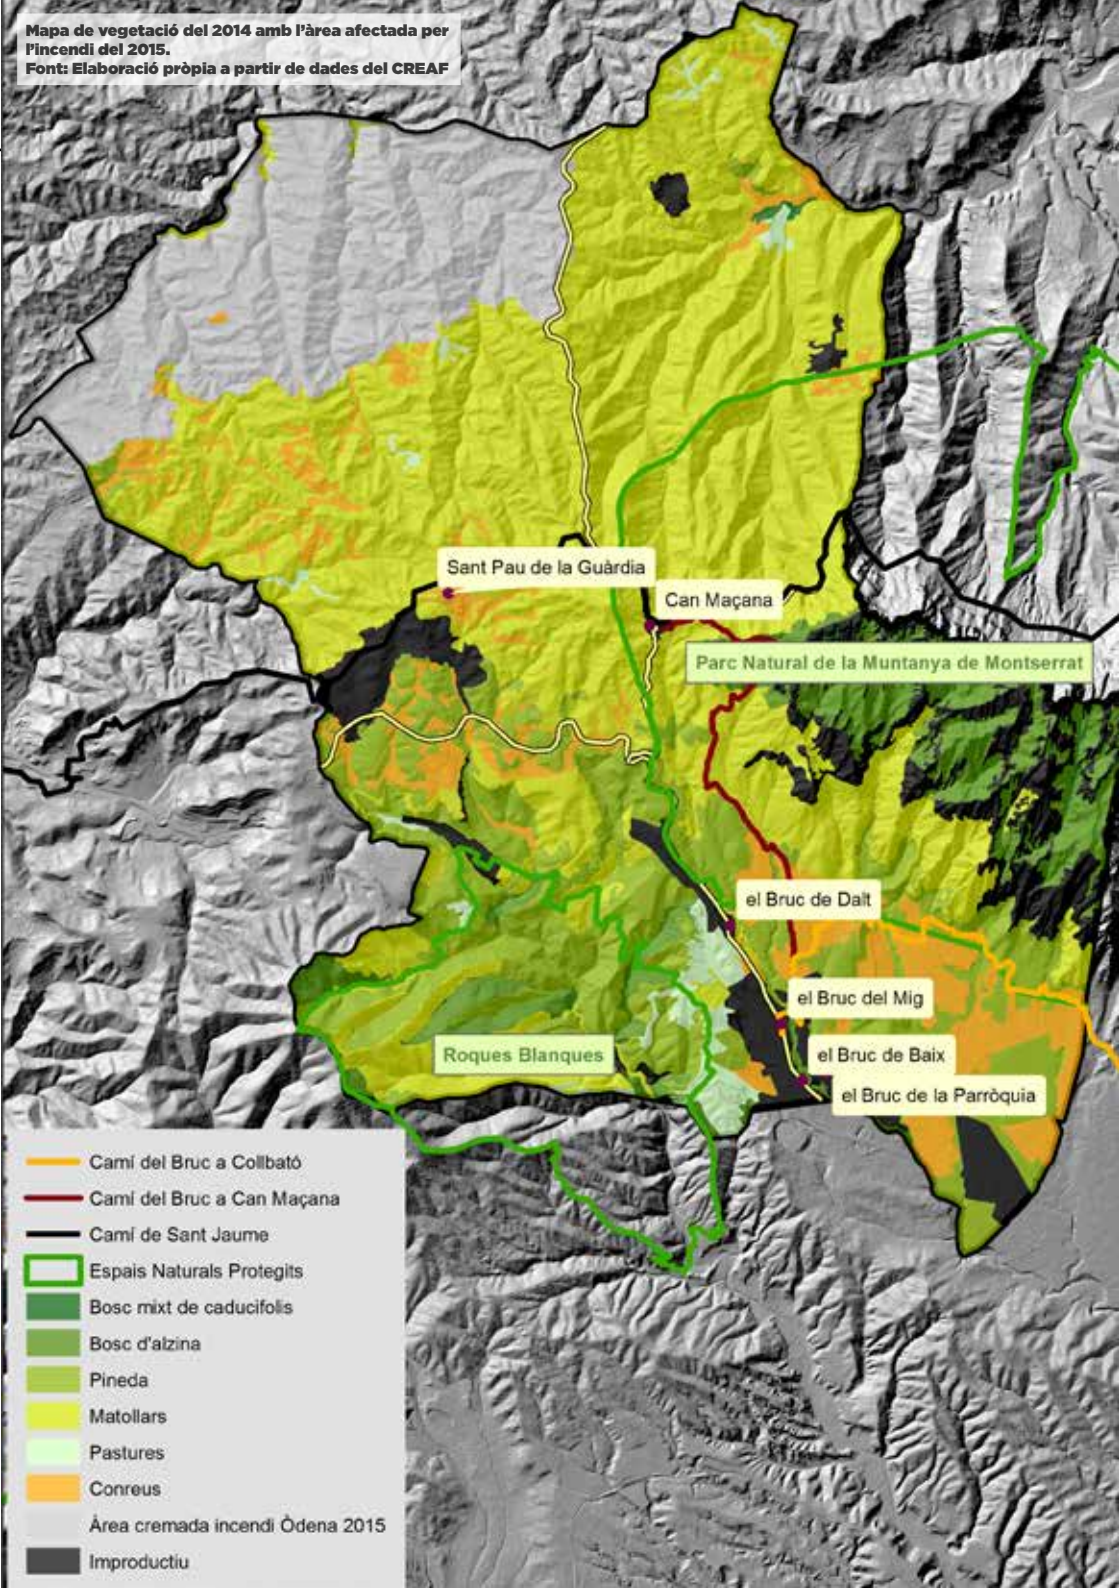 Mapa de vegetació del 2014 amb l'àrea afectada per
l'incendi del 2015.
Font: Elaboració pròpia a partir de dades del CREAF
Sant Pau de la Guàrdia
Can Maçana
Parc Natural de la Muntanya de Montserrat
el Bruc de Dalt
el Bruc del Mig
Roques Blanques
el Bruc de Baix
el Bruc de la Parròquia
Camí del Bruc a Collbató
Camí del Bruc a Can Maçana
Camí de Sant Jaume
Espais Naturals Protegits
Bosc mixt de caducifolis
Bosc d'alzina
Pineda
Matollars
Pastures
Conreus
Àrea cremada incendi Òdena 2015
Improductiu